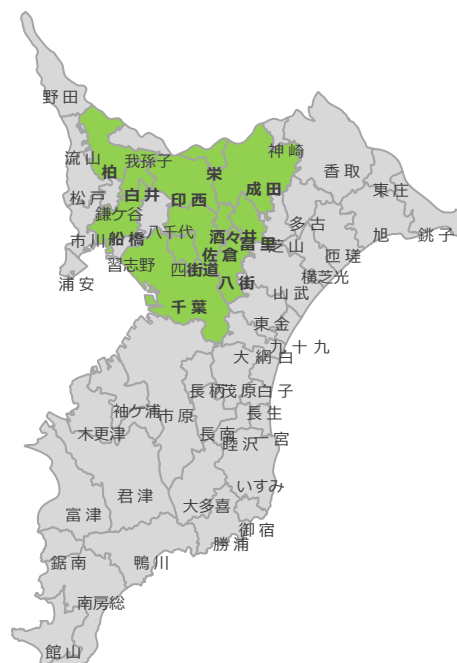 野田
流山
柏
我孫子
栄
神崎
香取
松戸
白井
印西
成田
東庄
鎌ケ谷
多古
市川
船橋
八千代
酒々井
富里
芝山
旭
銚子
習志野
佐倉
匝瑳
四街道
浦安
八街
横芝光
山武
千葉
東金
九十九
大網白
長柄
茂原
白子
袖ケ浦
市原
長生
木更津
長南
一宮
睦沢
いすみ
君津
大多喜
富津
御宿
勝浦
鋸南
鴨川
南房総
館山